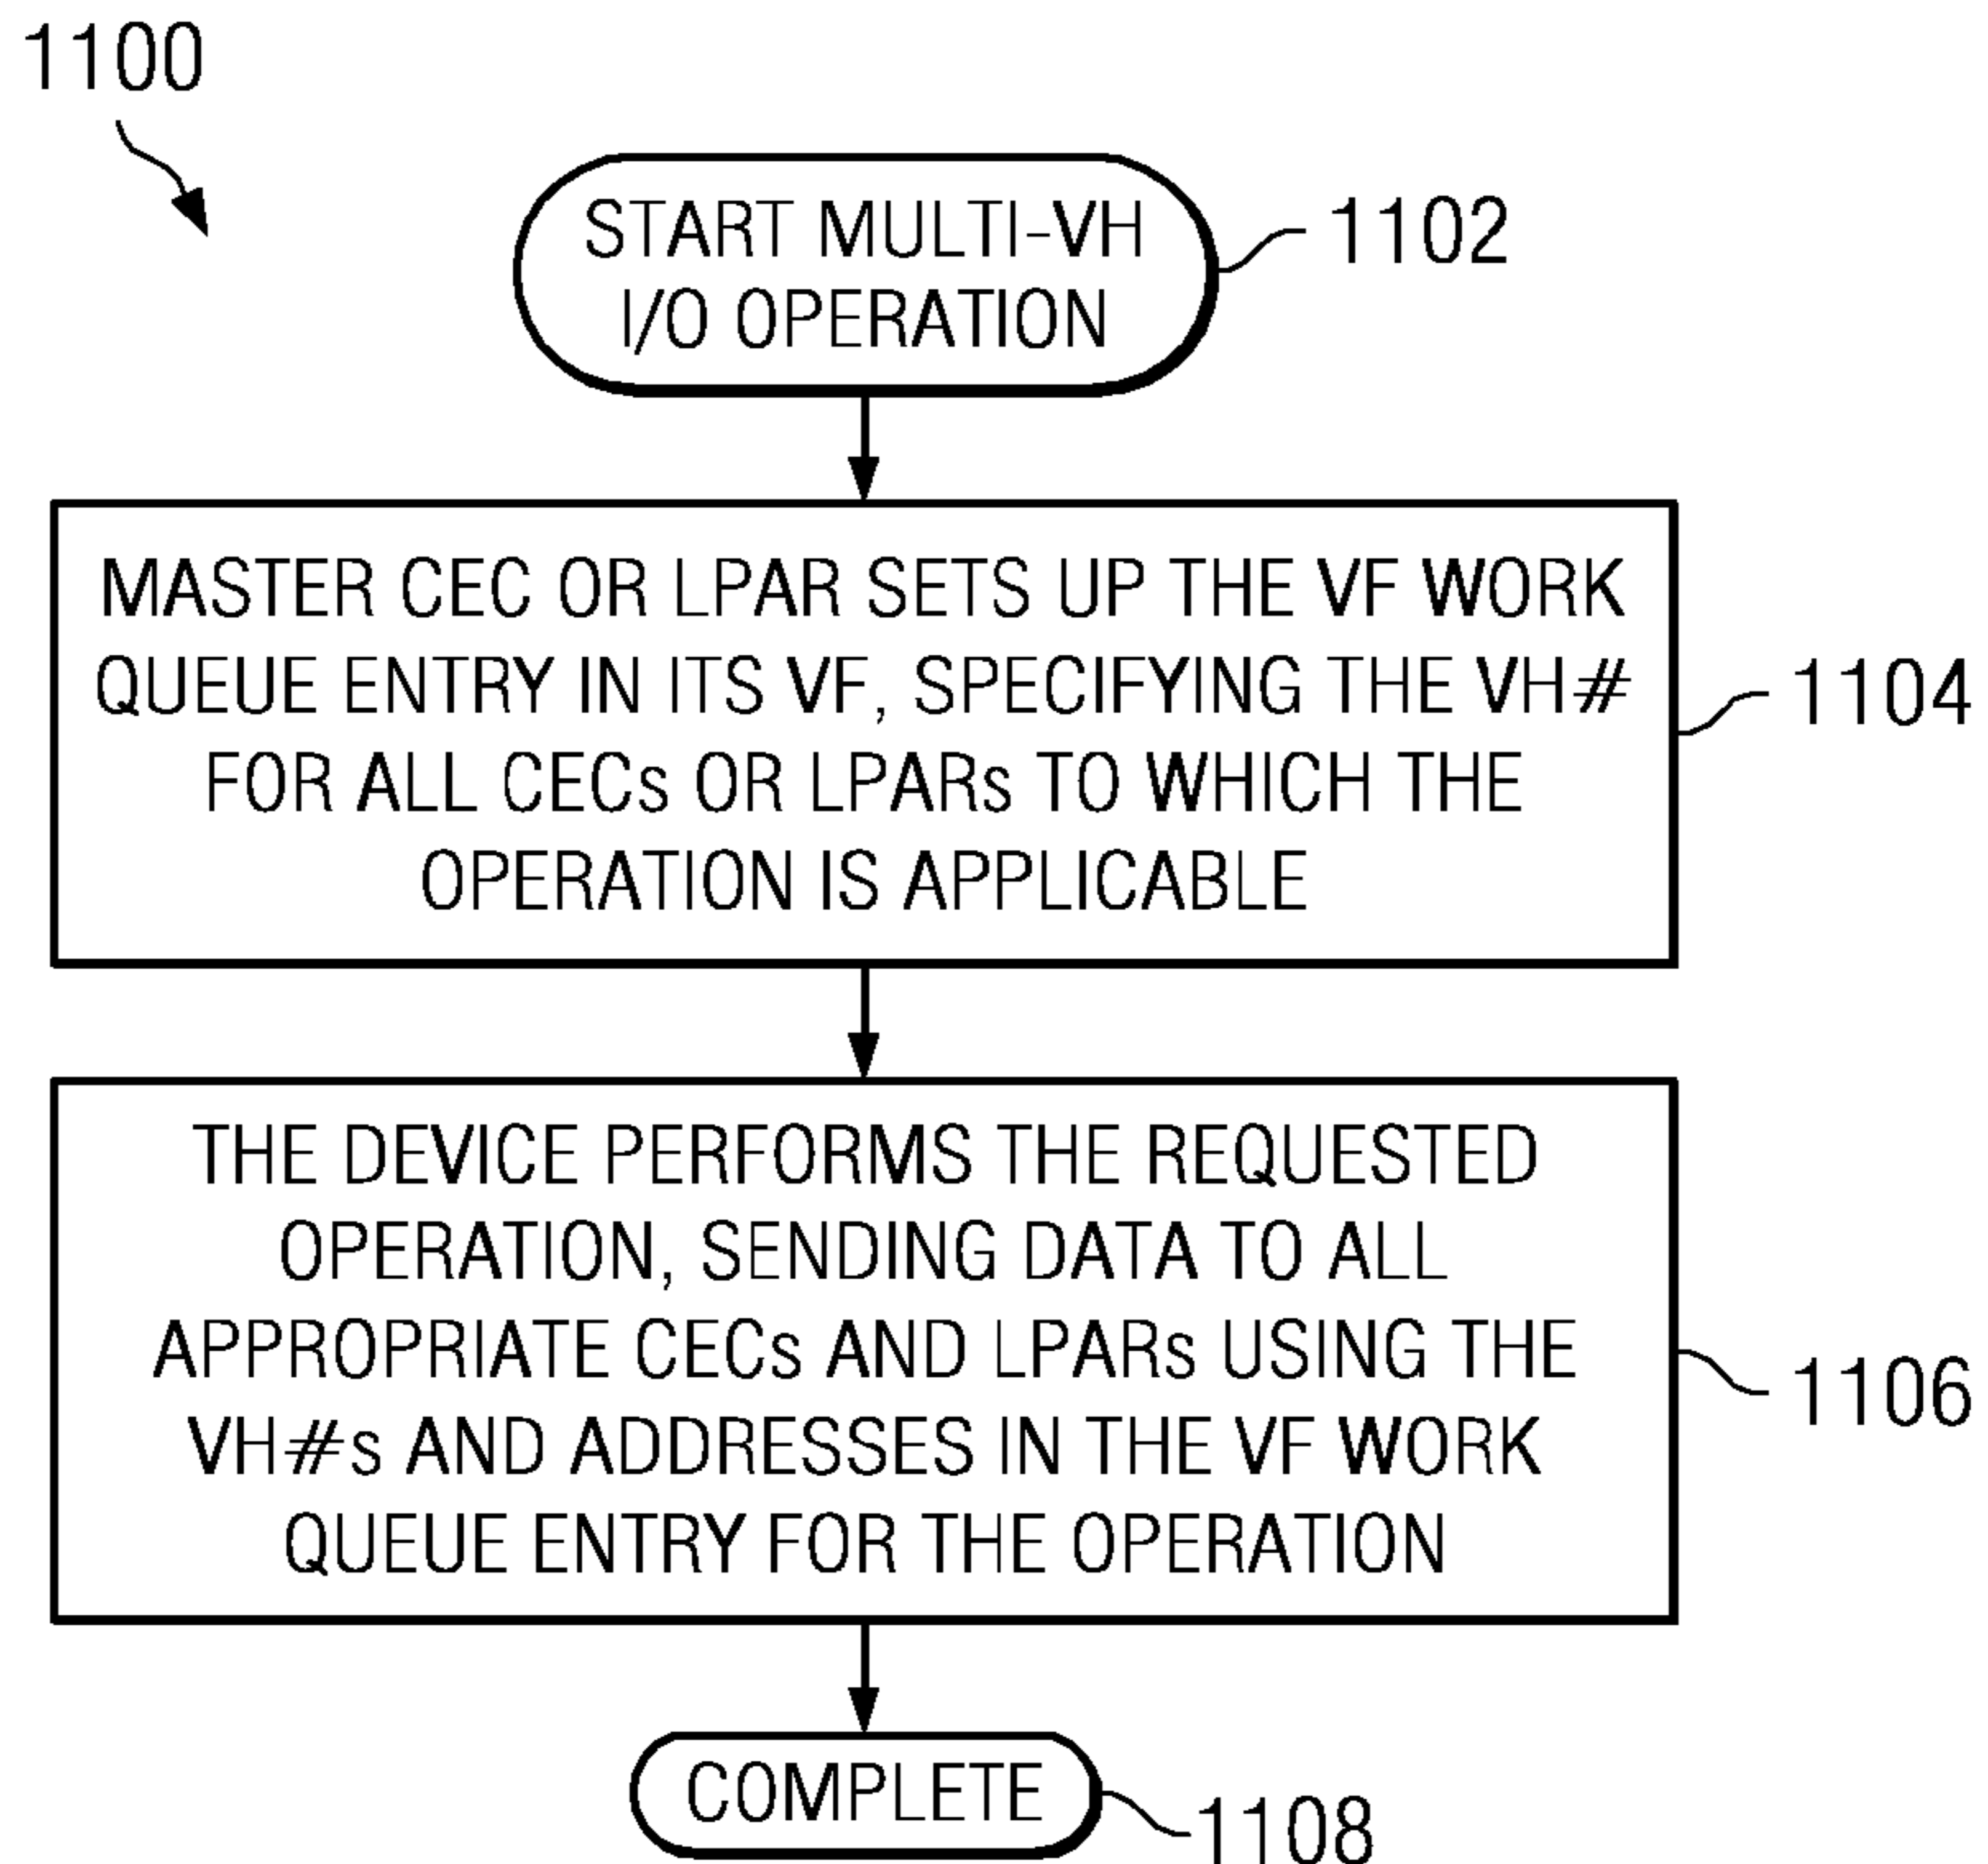 1100
START MULTI-VH
I/O OPERATION
1102
MASTER CEC OR LPAR SETS UP THE VF WORK
QUEUE ENTRY IN ITS VF, SPECIFYING THE VH#
FOR ALL CECs OR LPARs TO WHICH THE
OPERATION IS APPLICABLE
1104
THE DEVICE PERFORMS THE REQUESTED
OPERATION, SENDING DATA TO ALL
APPROPRIATE CECs AND LPARs USING THE
VH#s AND ADDRESSES IN THE VF WORK
QUEUE ENTRY FOR THE OPERATION
1106
COMPLETE
1108